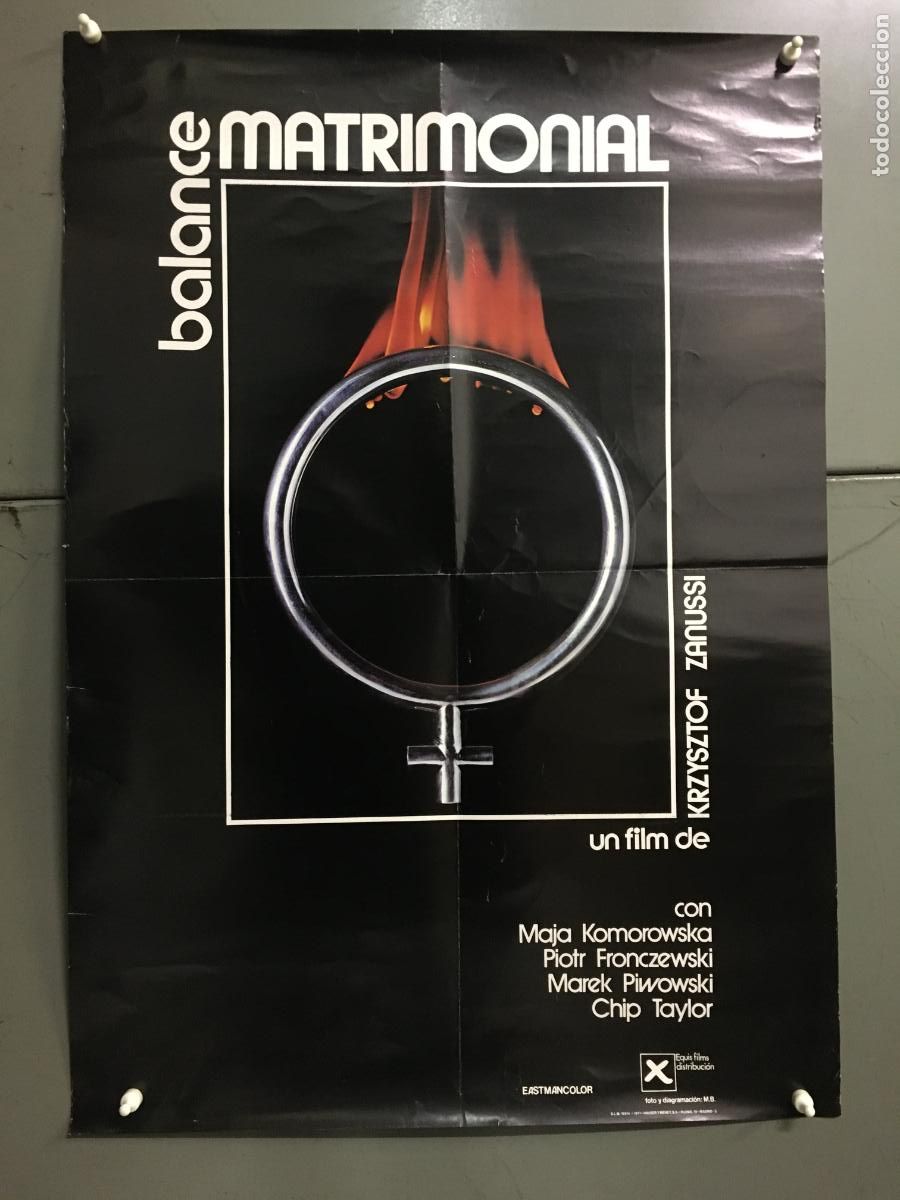 balance
MATRIMONIAL
un film de
KRZYSZTOF ZANUSSI
con
Maja Komorowska
Piotr Fronczewski
Marek Piwowski
Chip Taylor
X
Equis films
distribución
EASTMANCOLOR
foto y diagramación: M.B.
todocoleccion